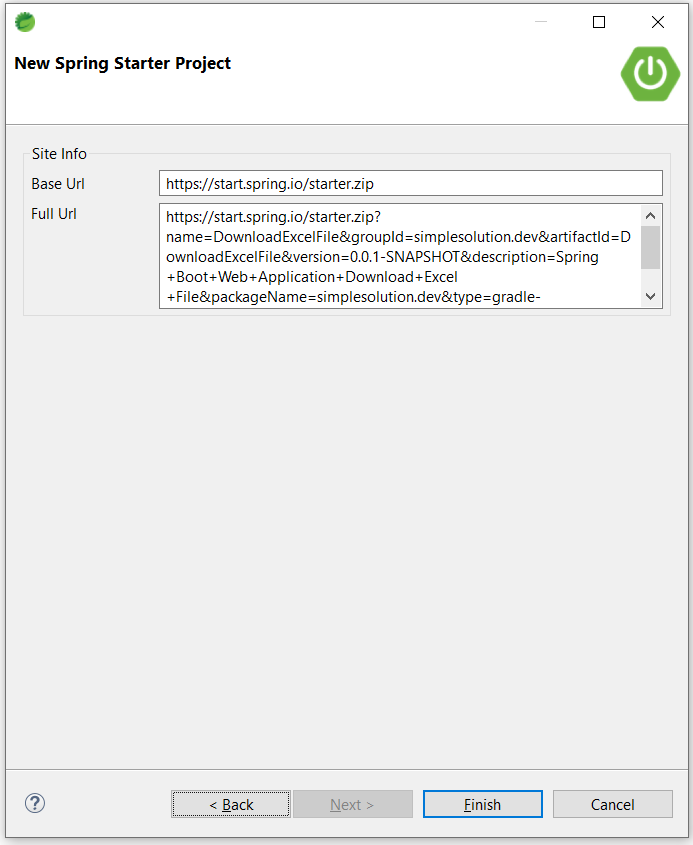 New Spring Starter Project
Site Info
Base Url
https://start.spring.io/starter.zip
Full Url
https://start.spring.io/starter.zip?
name=DownloadExcelFile&groupId=simplesolution.dev&artifactId=D
ownloadExcelFile&version=0.0.1-SNAPSHOT&description=Spring
+Boot+Web+Application+Download+Excel
+File&packageName=simplesolution.dev&type=gradle-
?
< Back
Next >
Finish
Cancel